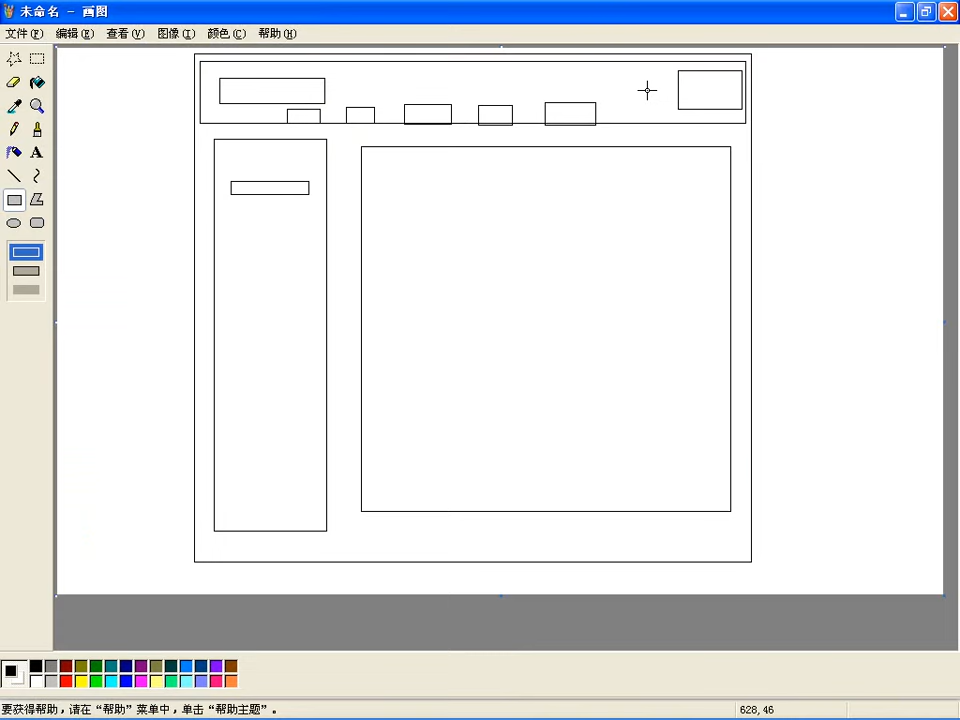 未命名 - 画图
文件(F) 编辑(E) 查看(V) 图像(I) 颜色(C) 帮助(H)
A
要获得帮助，请在“帮助”菜单中，单击“帮助主题”。 628,46